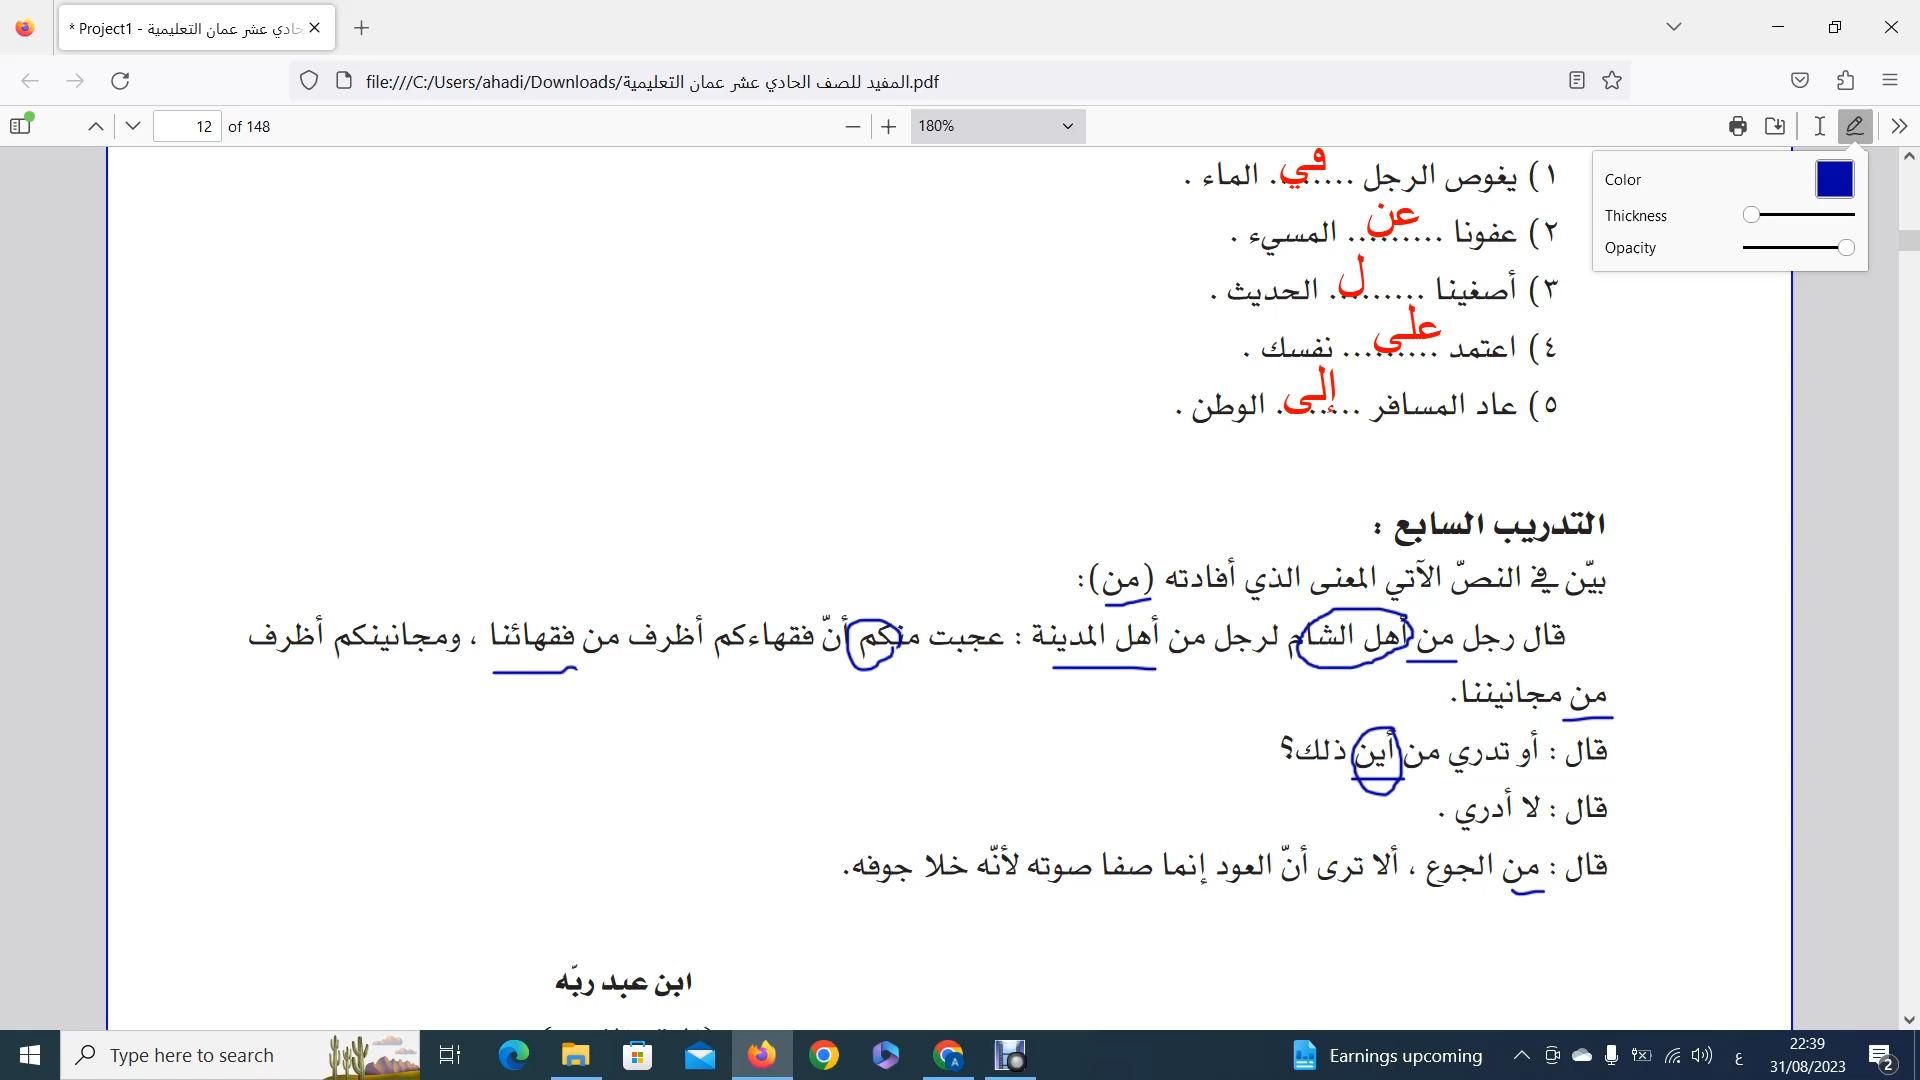 * Project1 - حادي عشر عمان التعليمية
file:///C:/Users/ahadi/Downloads/المفيد للصف الحادي عشر عمان التعليمية.pdf
12 of 148
180%
Color
Thickness
Opacity
١) يغوص الرجل ........ الماء .
في
٢) عفونا ......... المسيء .
عن
٣) أصغينا ......... الحديث .
ل
٤) اعتمد ......... نفسك .
على
٥) عاد المسافر ........ الوطن .
إلى
التدريب السابع :
بيّن في النصّ الآتي المعنى الذي أفادته (من):
قال رجل من أهل الشام لرجل من أهل المدينة : عجبت منكم أنّ فقهاءكم أظرف من فقهائنا ، ومجانينكم أظرف
من مجانيننا.
قال : أو تدري من أين ذلك؟
قال : لا أدري .
قال : من الجوع ، ألا ترى أنّ العود إنما صفا صوته لأنّه خلا جوفه.
ابن عبد ربّه
Type here to search
Earnings upcoming
ع
22:39
31/08/2023
2